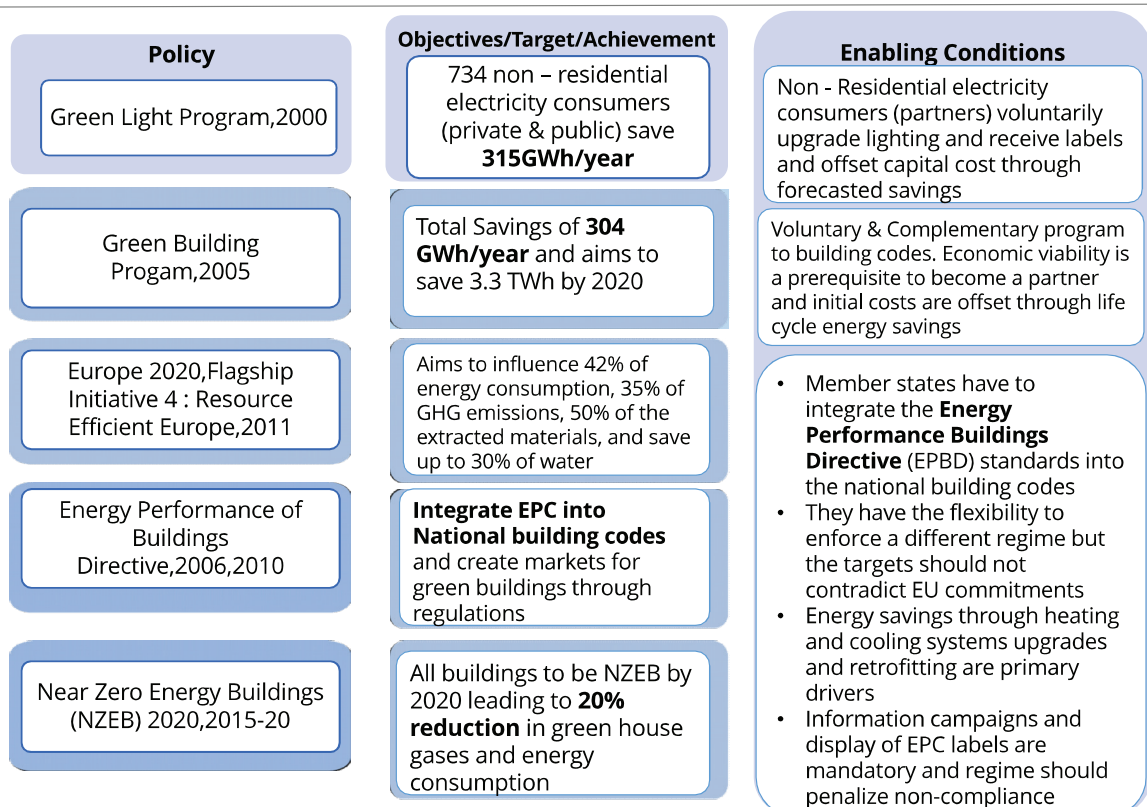 Policy
Green Light Program,2000
Green Building
Progam,2005
Europe 2020,Flagship
Initiative 4 : Resource
Efficient Europe,2011
Energy Performance of
Buildings
Directive,2006,2010
Near Zero Energy Buildings
(NZEB) 2020,2015-20
Objectives/Target/Achievement
734 non – residential
electricity consumers
(private & public) save
315GWh/year
Total Savings of 304
GWh/year and aims to
save 3.3 TWh by 2020
Aims to influence 42% of
energy consumption, 35% of
GHG emissions, 50% of the
extracted materials, and save
up to 30% of water
Integrate EPC into
National building codes
and create markets for
green buildings through
regulations
All buildings to be NZEB by
2020 leading to 20%
reduction in green house
gases and energy
consumption
Enabling Conditions
Non - Residential electricity
consumers (partners) voluntarily
upgrade lighting and receive labels
and offset capital cost through
forecasted savings
Voluntary & Complementary program
to building codes. Economic viability is
a prerequisite to become a partner
and initial costs are offset through life
cycle energy savings
• Member states have to
integrate the Energy
Performance Buildings
Directive (EPBD) standards into
the national building codes
• They have the flexibility to
enforce a different regime but
the targets should not
contradict EU commitments
• Energy savings through heating
and cooling systems upgrades
and retrofitting are primary
drivers
• Information campaigns and
display of EPC labels are
mandatory and regime should
penalize non-compliance